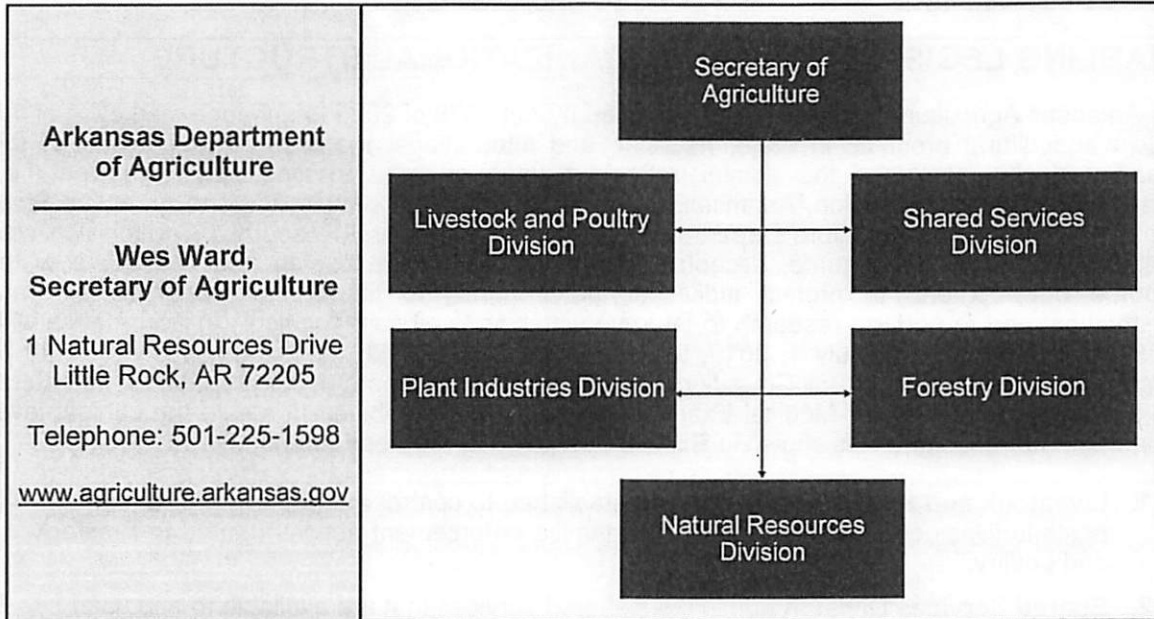 Arkansas Department
of Agriculture
Wes Ward,
Secretary of Agriculture
1 Natural Resources Drive
Little Rock, AR 72205
Telephone: 501-225-1598
www.agriculture.arkansas.gov
Secretary of
Agriculture
Livestock and Poultry
Division
Shared Services
Division
Plant Industries Division
Forestry Division
Natural Resources
Division